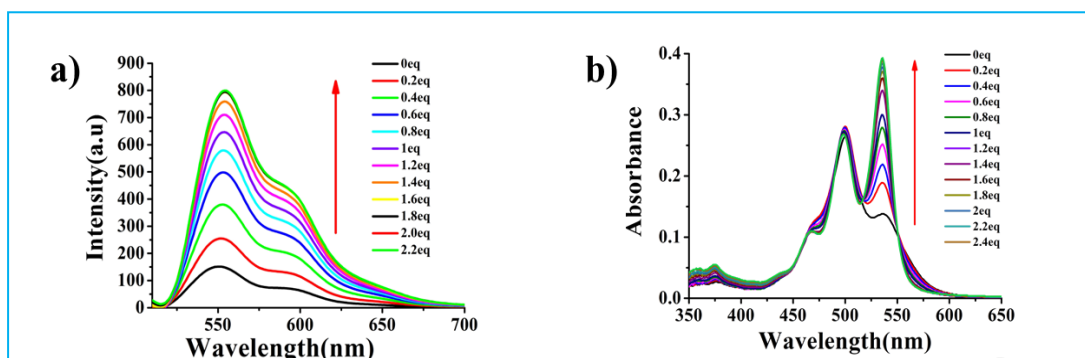 a)
900
800
700
600
500
400
300
200
100
0
Intensity(a.u)
550
600
650
700
Wavelength(nm)
0eq
0.2eq
0.4eq
0.6eq
0.8eq
1eq
1.2eq
1.4eq
1.6eq
1.8eq
2.0eq
2.2eq
b)
0.4
0.3
0.2
0.1
0.0
Absorbance
350
400
450
500
550
600
650
Wavelength(nm)
0eq
0.2eq
0.4eq
0.6eq
0.8eq
1eq
1.2eq
1.4eq
1.6eq
1.8eq
2eq
2.2eq
2.4eq